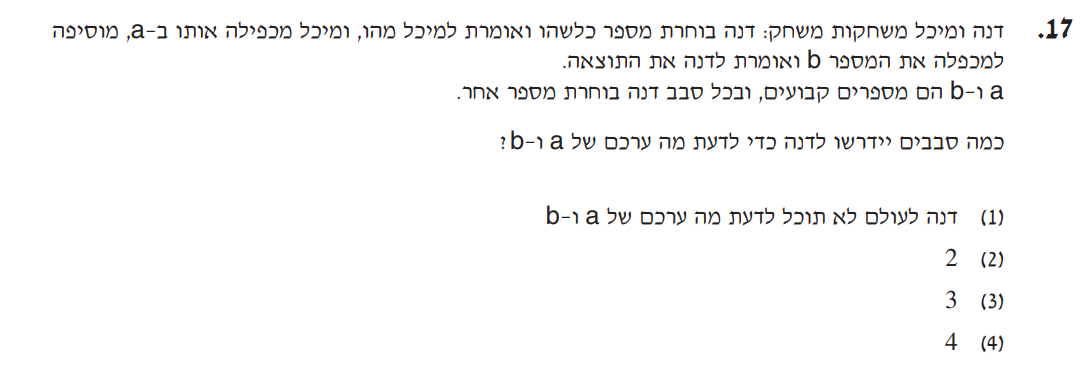 17. דנה ומיכל משחקות משחק: דנה בוחרת מספר כלשהו ואומרת למיכל מהו, ומיכל מכפילה אותו ב-a, מוסיפה
למכפלה את המספר b ואומרת לדנה את התוצאה.
a ו-b הם מספרים קבועים, ובכל סבב דנה בוחרת מספר אחר.
כמה סבבים יידרשו לדנה כדי לדעת מה ערכם של a ו-b?
(1) דנה לעולם לא תוכל לדעת מה ערכם של a ו-b
(2) 2
(3) 3
(4) 4